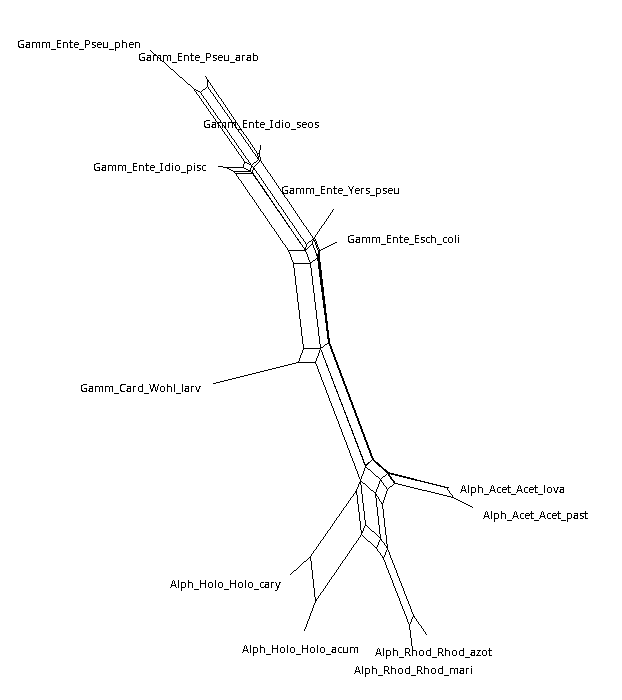 Gamm_Ente_Pseu_phen
Gamm_Ente_Pseu_arab
Gamm_Ente_Idio_seos
Gamm_Ente_Idio_pisc
Gamm_Ente_Yers_pseu
Gamm_Ente_Esch_coli
Gamm_Card_Wohl_larv
Alph_Acet_Acet_lova
Alph_Acet_Acet_past
Alph_Holo_Holo_cary
Alph_Holo_Holo_acum
Alph_Rhod_Rhod_azot
Alph_Rhod_Rhod_mari